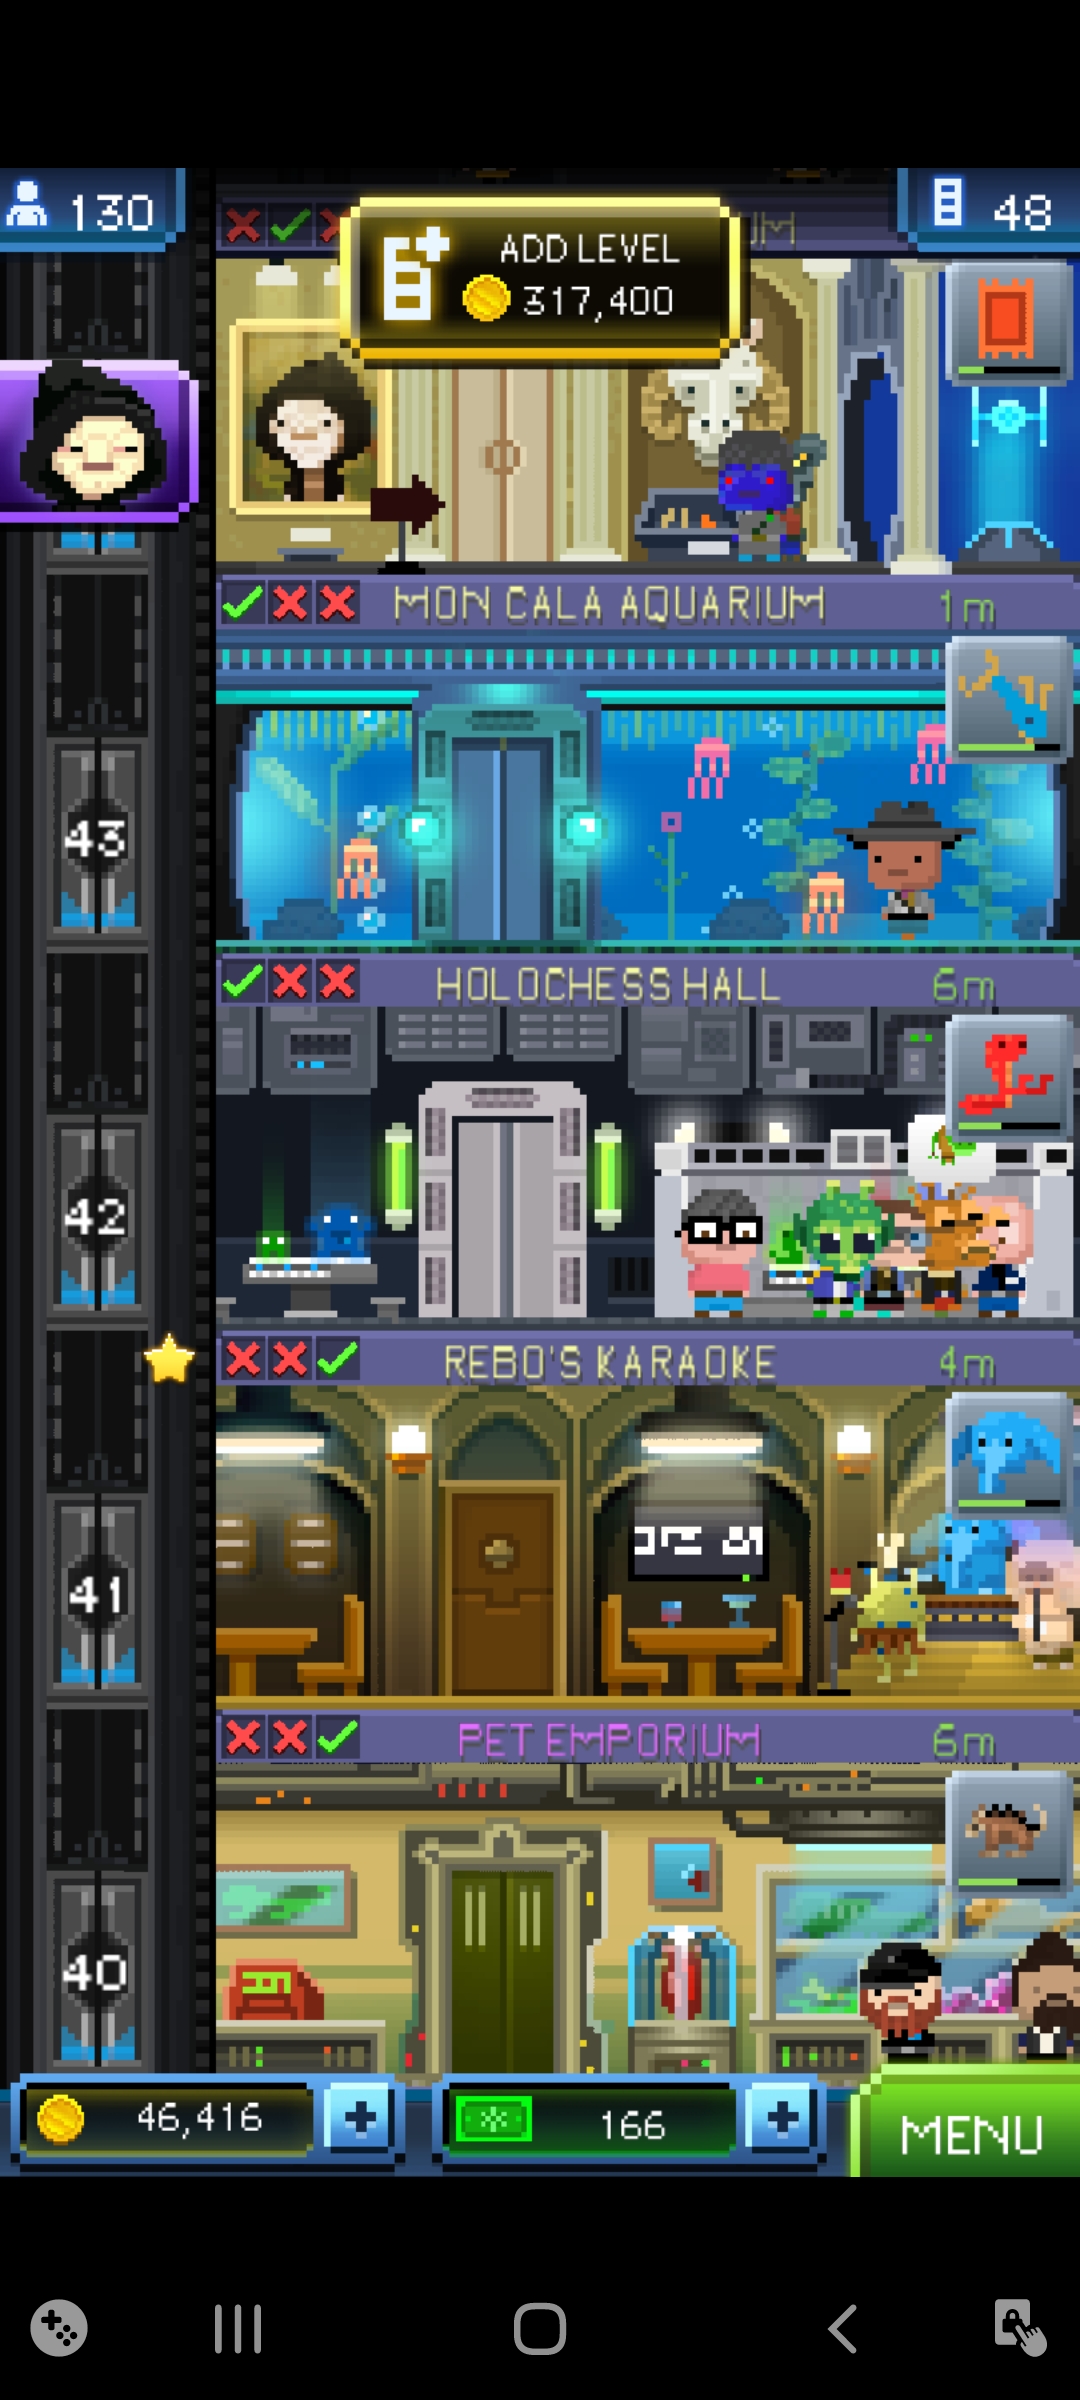 130
48
ADD LEVEL
317,400
MON CALA AQUARIUM 1m
43
HOLOCHESS HALL 6m
42
REBO'S KARAOKE 4m
41
PET EMPORIUM 6m
40
46,416
166
MENU